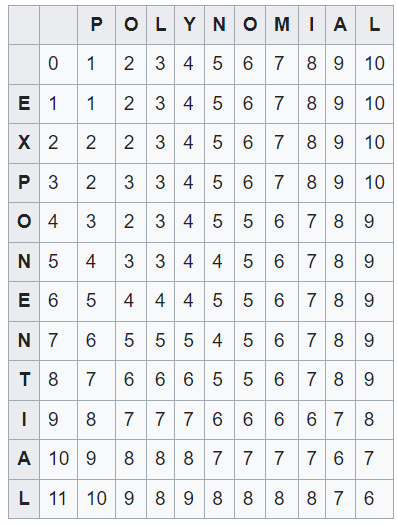 P O L Y N O M I A L
0 1 2 3 4 5 6 7 8 9 10
E 1 1 2 3 4 5 6 7 8 9 10
X 2 2 2 3 4 5 6 7 8 9 10
P 3 2 3 3 4 5 6 7 8 9 10
O 4 3 2 3 4 5 5 6 7 8 9
N 5 4 3 3 4 4 5 6 7 8 9
E 6 5 4 4 4 5 5 6 7 8 9
N 7 6 5 5 5 4 5 6 7 8 9
T 8 7 6 6 6 5 5 6 7 8 9
I 9 8 7 7 7 6 6 6 6 7 8
A 10 9 8 8 8 7 7 7 7 6 7
L 11 10 9 8 9 8 8 8 8 7 6